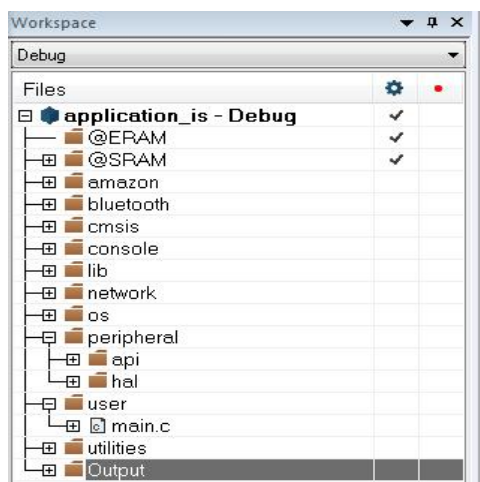 Workspace
Debug
Files
application_is - Debug
@ERAM
@SRAM
amazon
bluetooth
cmsis
console
lib
network
os
peripheral
api
hal
user
main.c
utilities
Output